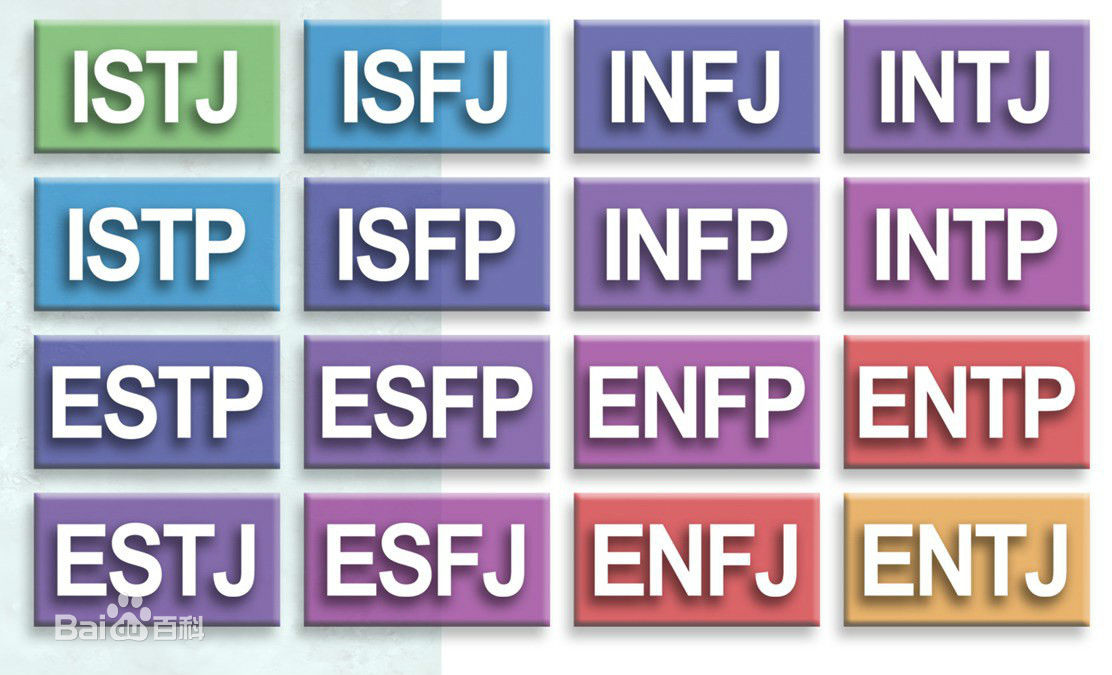 ISTJ ISFJ INFJ INTJ
ISTP ISFP INFP INTP
ESTP ESFP ENFP ENTP
ESTJ ESFJ ENFJ ENTJ
Bai du 百科